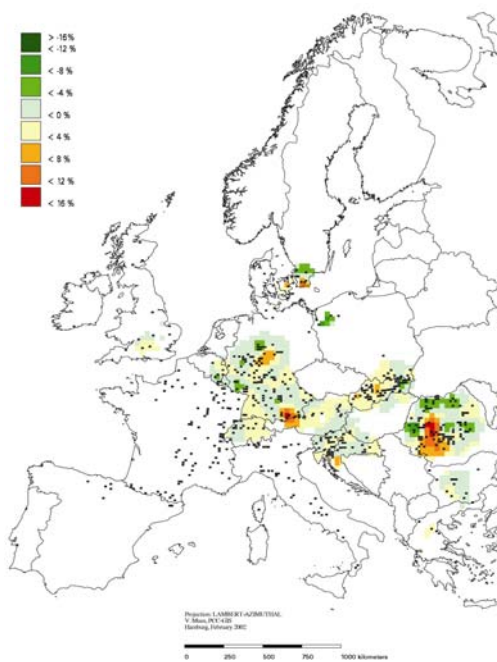 > -16%
< -12 %
< -8 %
< -4 %
< 0 %
< 4 %
< 8 %
< 12 %
< 16 %
Projection: LAMBERT-AZIMUTHAL
Hamburg, February 2002
0 250 500 750 1000 kilometers